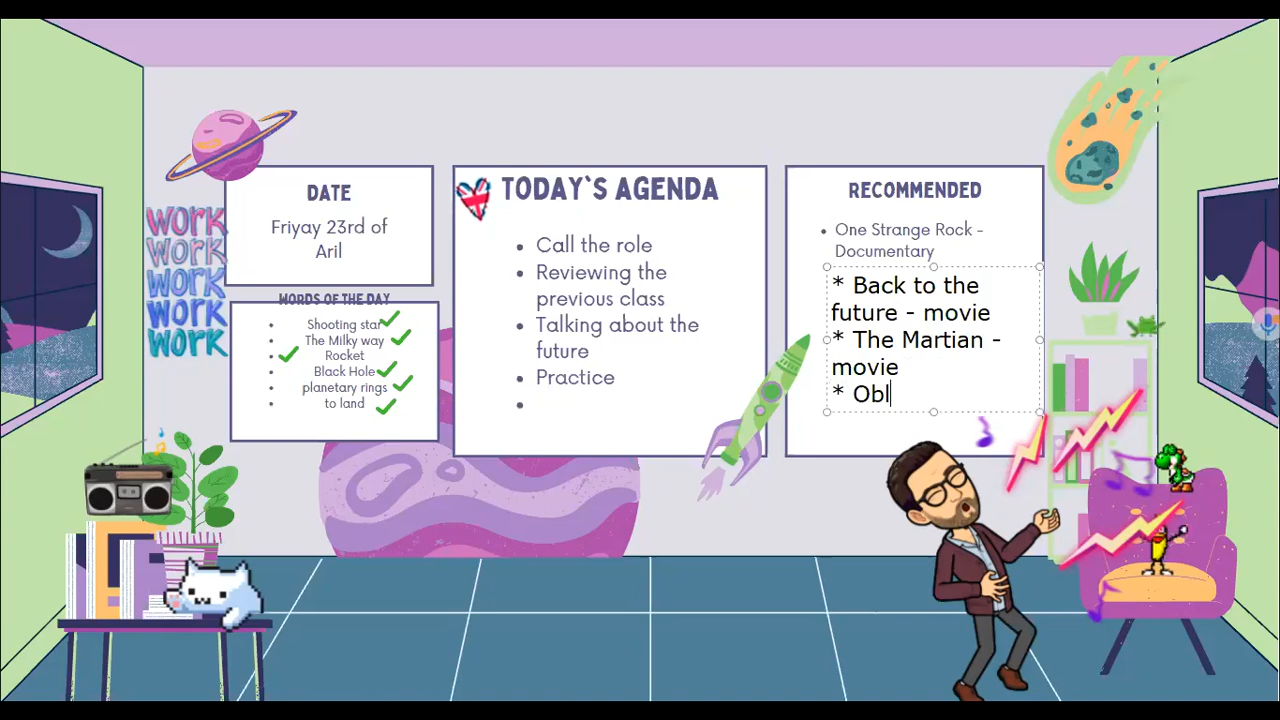 WORK
WORK
WORK
WORK
WORK
DATE
Friyay 23rd of
Aril
WORDS OF THE DAY
Shooting star
The Milky way
Rocket
Black Hole
planetary rings
to land
TODAY`S AGENDA
• Call the role
• Reviewing the
previous class
• Talking about the
future
• Practice
•
RECOMMENDED
• One Strange Rock -
Documentary
* Back to the
future - movie
* The Martian -
movie
* Obl